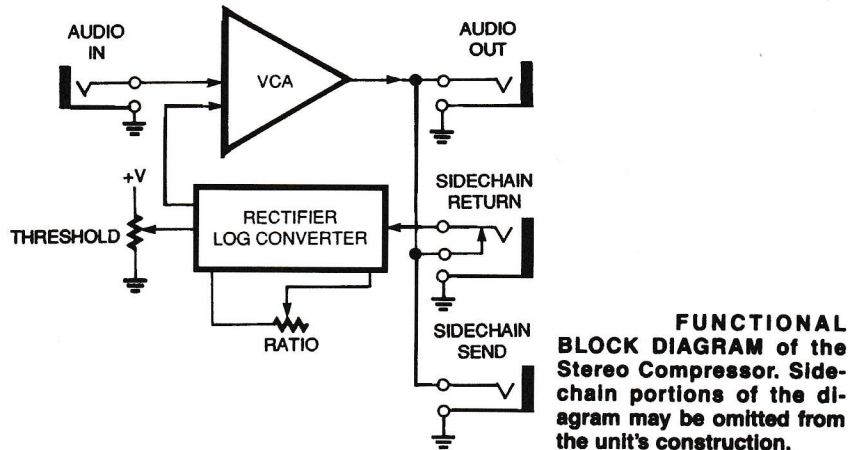 AUDIO
IN
VCA
AUDIO
OUT
+V
THRESHOLD
RECTIFIER
LOG CONVERTER
RATIO
SIDECHAIN
RETURN
SIDECHAIN
SEND
FUNCTIONAL
BLOCK DIAGRAM of the
Stereo Compressor. Side-
chain portions of the di-
agram may be omitted from
the unit's construction.